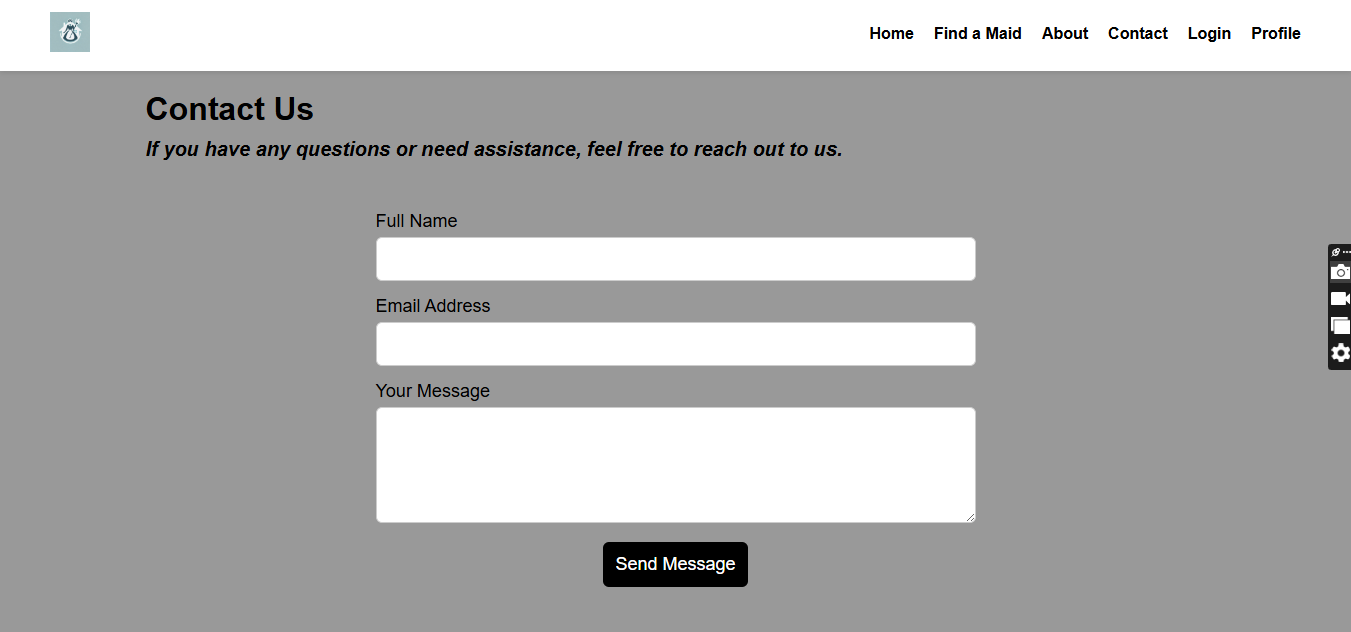 Home Find a Maid About Contact Login Profile
Contact Us
If you have any questions or need assistance, feel free to reach out to us.
Full Name
Email Address
Your Message
Send Message